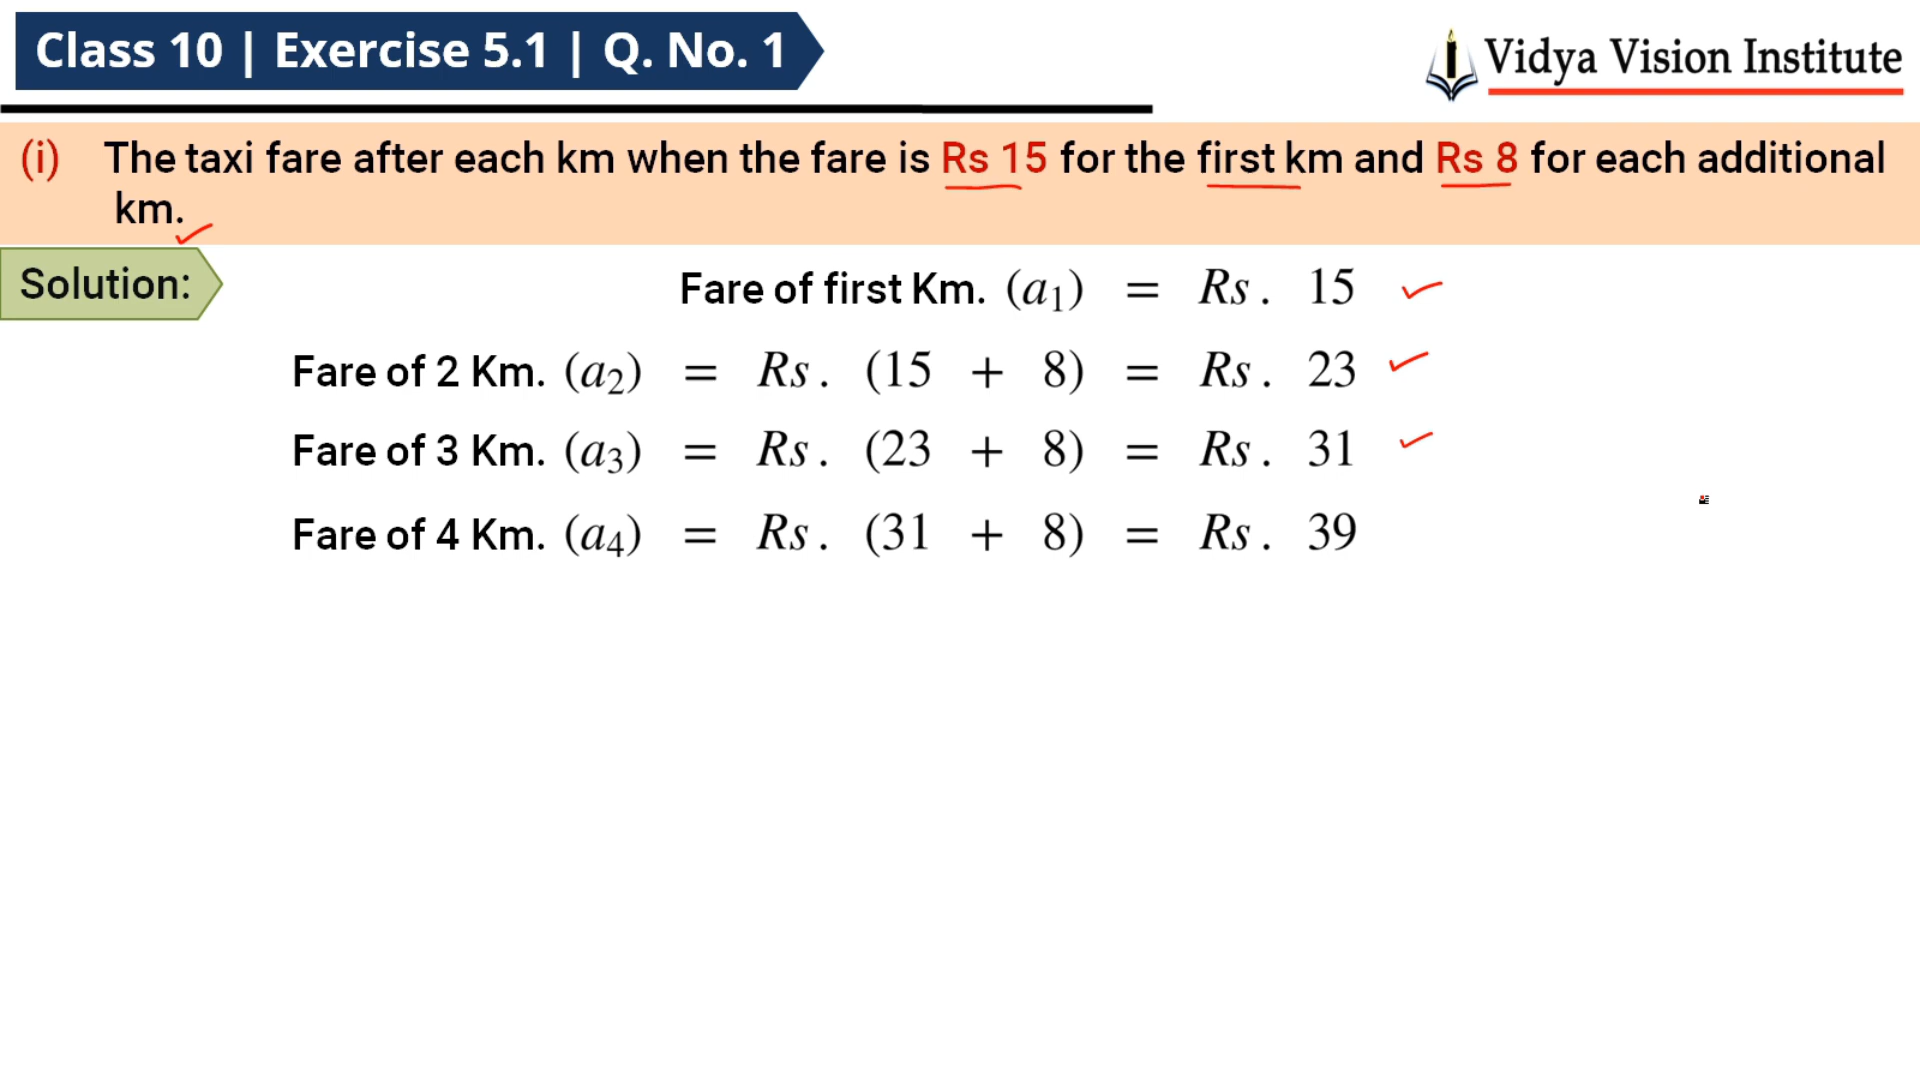 Class 10 | Exercise 5.1 | Q. No. 1
Vidya Vision Institute
(i) The taxi fare after each km when the fare is Rs 15 for the first km and Rs 8 for each additional
km.
Solution:
Fare of first Km. (a₁) = Rs. 15
Fare of 2 Km. (a₂) = Rs. (15 + 8) = Rs. 23
Fare of 3 Km. (a₃) = Rs. (23 + 8) = Rs. 31
Fare of 4 Km. (a₄) = Rs. (31 + 8) = Rs. 39